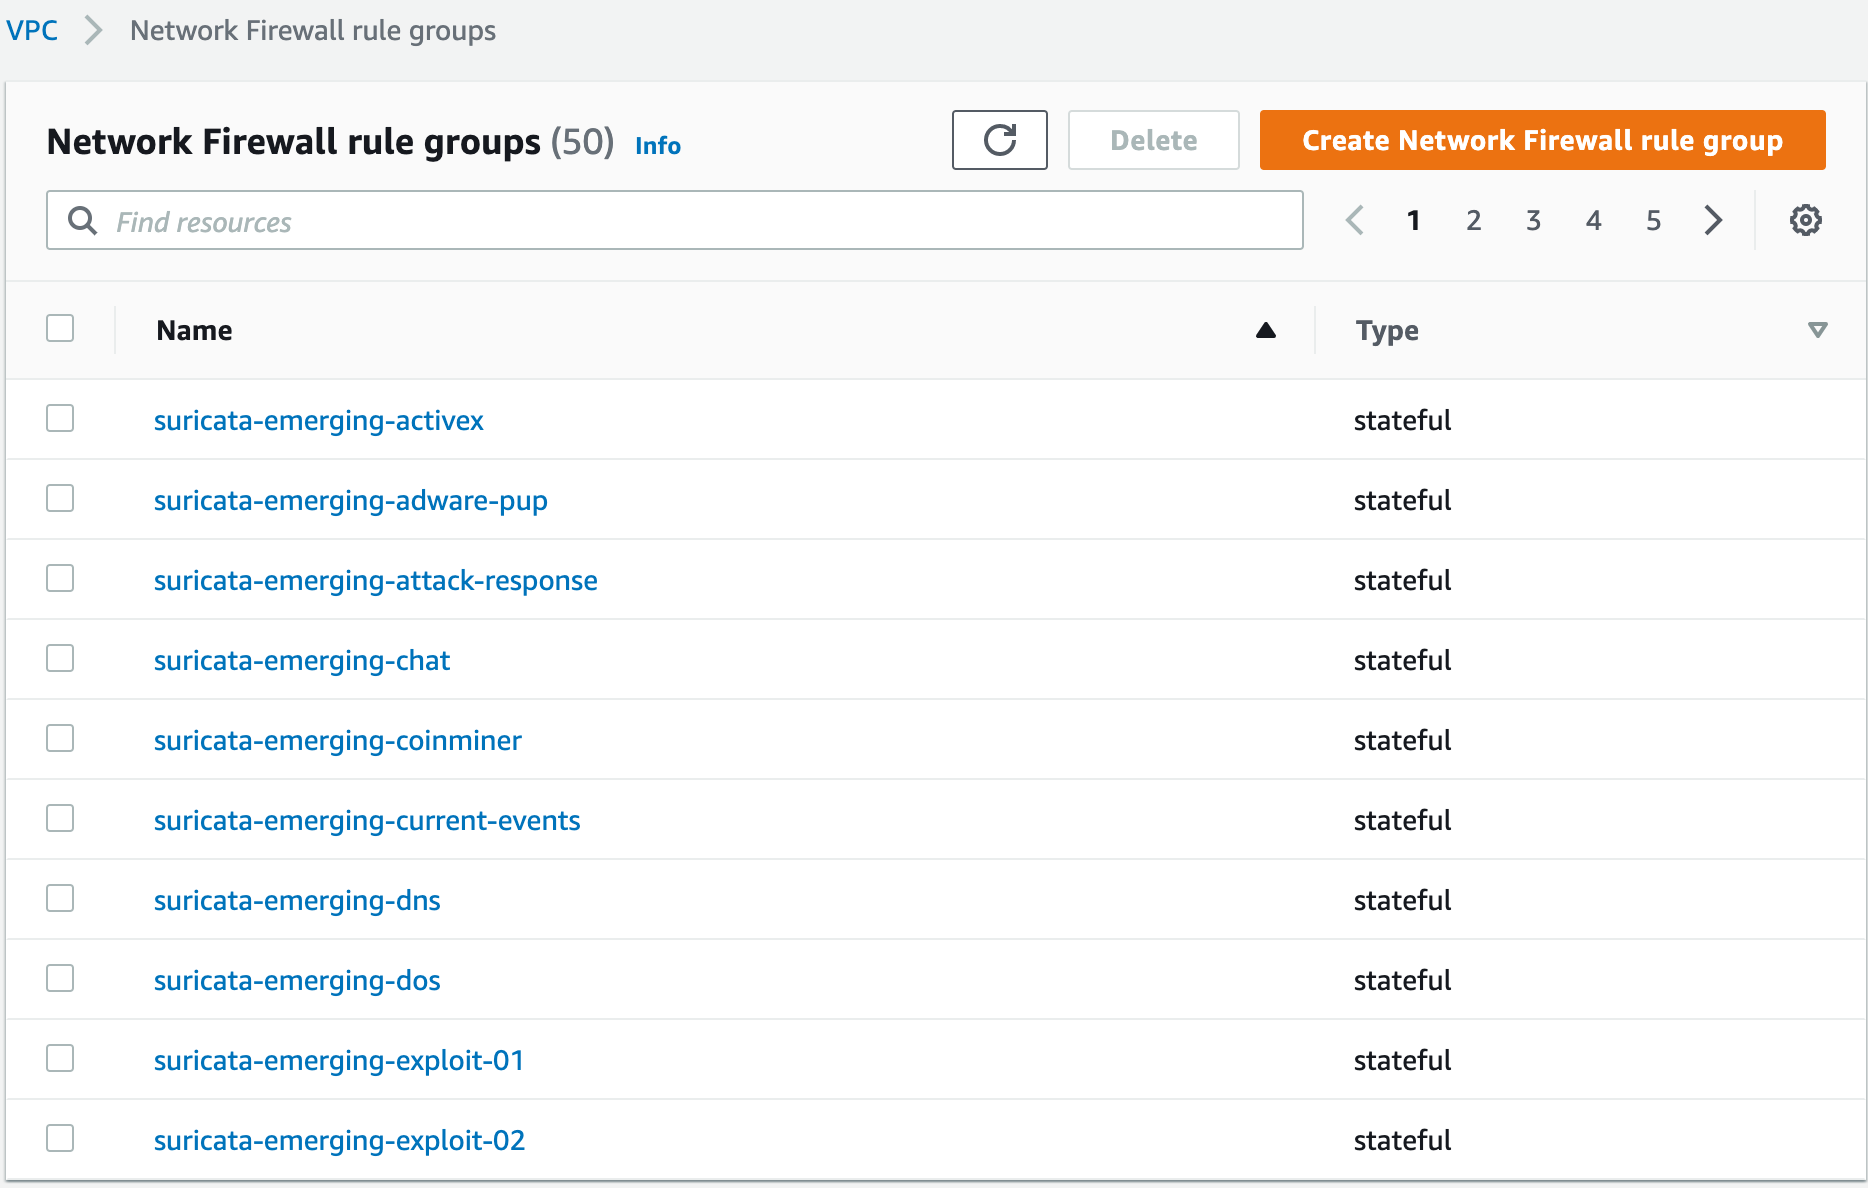 VPC Network Firewall rule groups
Network Firewall rule groups (50) Info
Delete
Create Network Firewall rule group
Find resources
1 2 3 4 5
Name Type
suricata-emerging-activex stateful
suricata-emerging-adware-pup stateful
suricata-emerging-attack-response stateful
suricata-emerging-chat stateful
suricata-emerging-coinminer stateful
suricata-emerging-current-events stateful
suricata-emerging-dns stateful
suricata-emerging-dos stateful
suricata-emerging-exploit-01 stateful
suricata-emerging-exploit-02 stateful